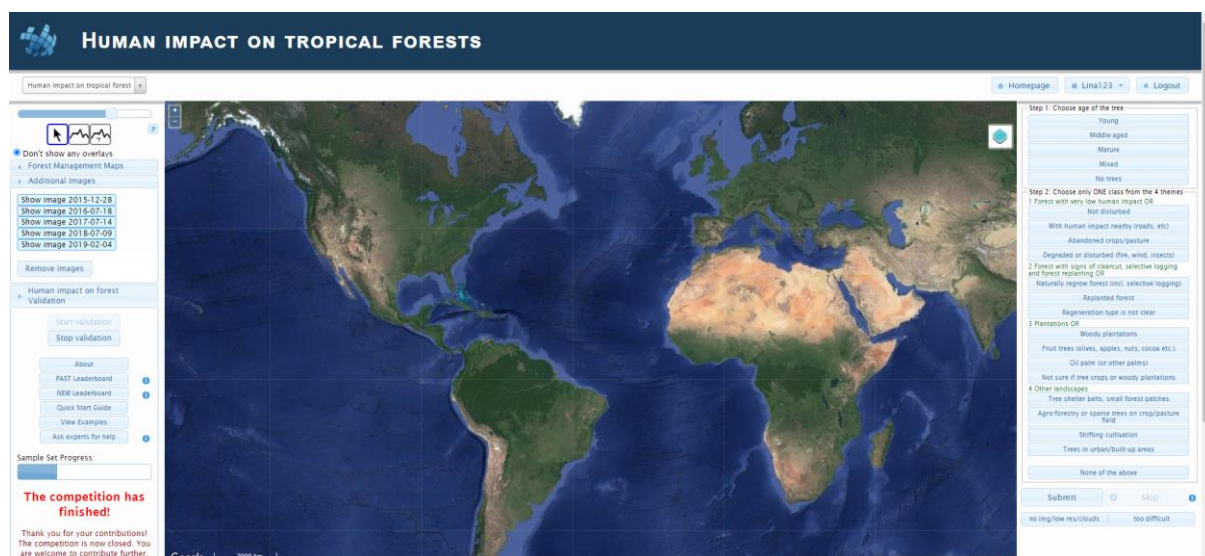 HUMAN IMPACT ON TROPICAL FORESTS
Human impact on tropical forest
Homepage
Lina123
Logout
+
-
?
Don't show any overlays
Forest Management Maps
Additional Images
Show image 2015-12-28
Show image 2016-07-18
Show image 2017-07-14
Show image 2018-07-09
Show image 2019-02-04
Remove Images
Human impact on forest
Validation
Start validation
Stop validation
About
PAST Leaderboard
NEW Leaderboard
Quick Start Guide
View Examples
Ask experts for help
Sample Set Progress:
The competition has
finished!
Thank you for your contributions!
The competition is now closed. You
are welcome to contribute further.
Step 1: Choose age of the tree
Young
Middle-aged
Mature
Mixed
No trees
Step 2: Choose only ONE class from the 4 themes
1 Forest with very low human impact OR
Not disturbed
With human impact nearby (roads, etc)
Abandoned crops/pasture
Degraded or disturbed (fire, wind, insects)
2 Forest with signs of clearcut, selective logging
and forest replanting OR
Naturally regrow forest (incl. selective logging)
Replanted forest
Regeneration type is not clear
3 Plantations OR
Woody plantations
Fruit trees (olives, apples, nuts, cocoa etc.)
Oil palm (or other palms)
Not sure if tree crops or woody plantations
4 Other landscapes
Tree shelter belts, small forest patches
Agro-forestry or sparse trees on crop/pasture
field
Shifting cultivation
Trees in urban/built-up areas
None of the above
Submit
Skip
no img/low res/clouds
too difficult